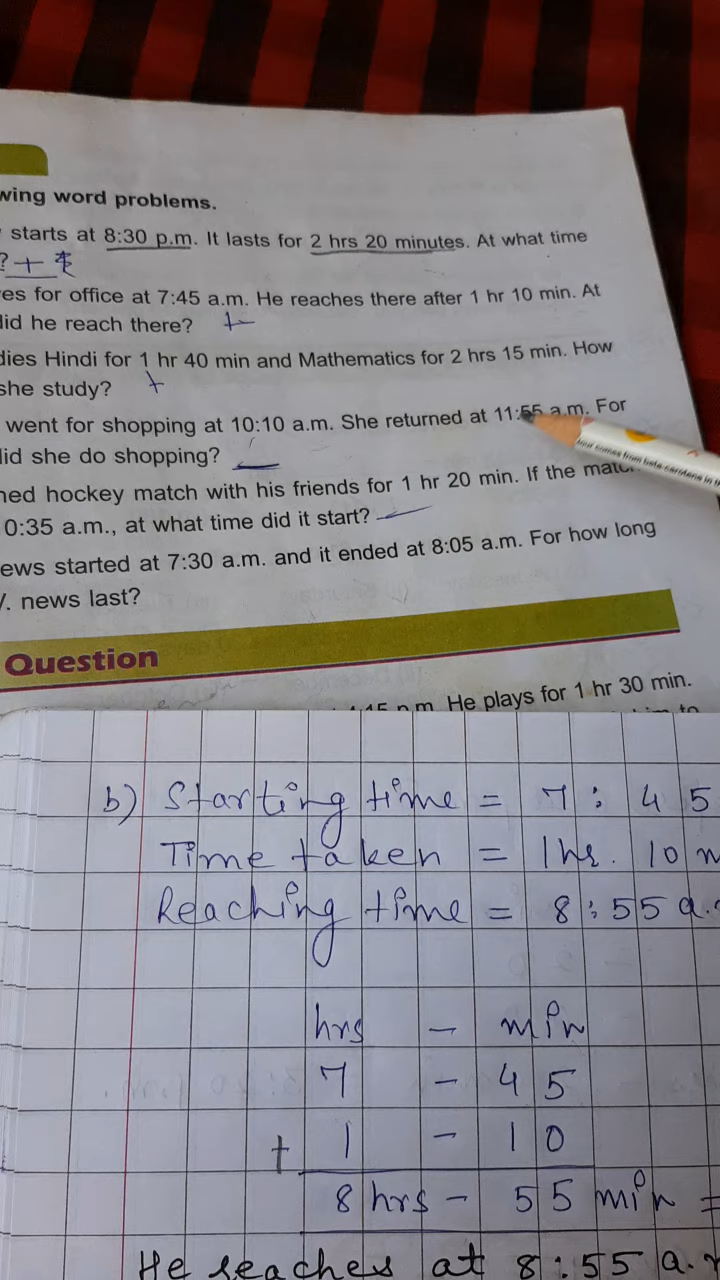 wing word problems.
starts at 8:30 p.m. It lasts for 2 hrs 20 minutes. At what time
? +
es for office at 7:45 a.m. He reaches there after 1 hr 10 min. At
did he reach there? +
dies Hindi for 1 hr 40 min and Mathematics for 2 hrs 15 min. How
she study? +
went for shopping at 10:10 a.m. She returned at 11:55 a.m. For
did she do shopping? —
hed hockey match with his friends for 1 hr 20 min. If the
0:35 a.m., at what time did it start? —
ews started at 7:30 a.m. and it ended at 8:05 a.m. For how long
. news last?
Question
He plays for 1 hr 30 min.
b) Starting time = 7 : 45
Time taken = 1hr. 10 m
Reaching time = 8:55 a.
hrs - min
7 - 45
+ 1 - 10
8 hrs - 55 min =
He reaches at 8:55 a.